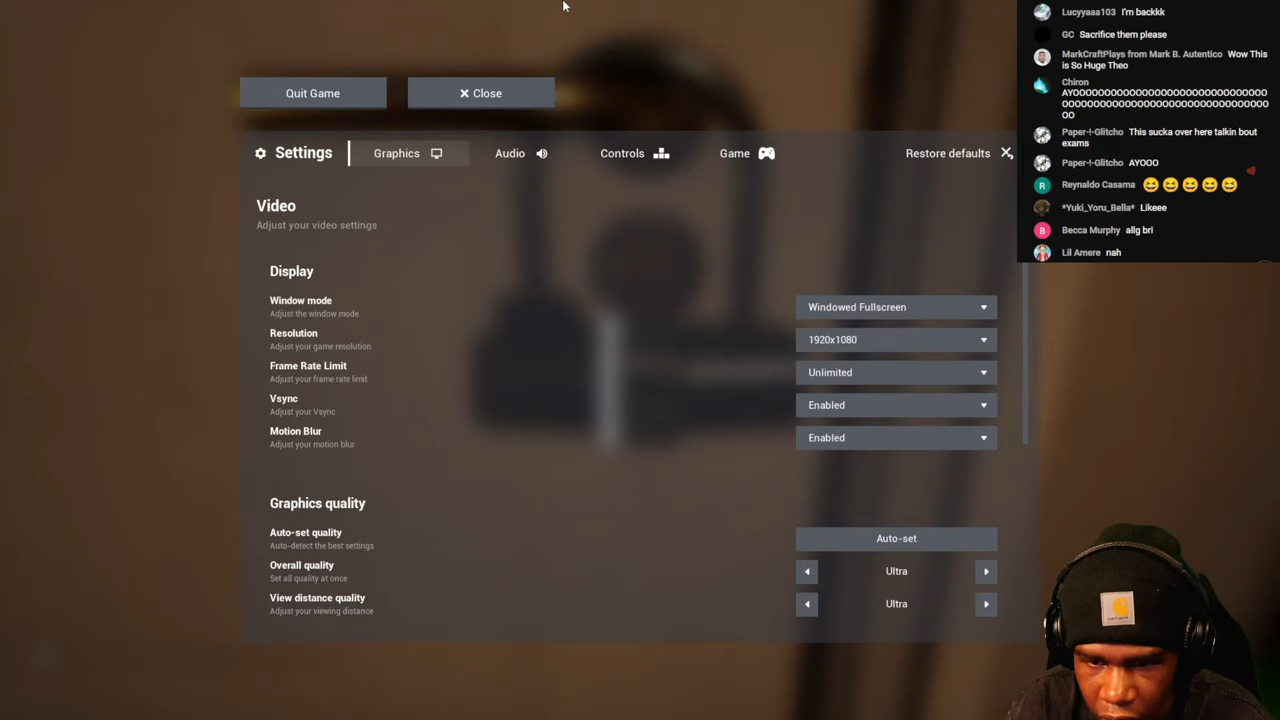 Quit Game
Close
Settings
Graphics
Audio
Controls
Game
Restore defaults
Video
Adjust your video settings
Display
Window mode
Adjust the window mode
Windowed Fullscreen
Resolution
Adjust your game resolution
1920x1080
Frame Rate Limit
Adjust your frame rate limit
Unlimited
Vsync
Adjust your Vsync
Enabled
Motion Blur
Adjust your motion blur
Enabled
Graphics quality
Auto-set quality
Auto-detect the best settings
Auto-set
Overall quality
Set all quality at once
Ultra
View distance quality
Adjust your viewing distance
Ultra
Lucyyaaa103 I'm backkk
GC Sacrifice them please
MarkCraftPlays from Mark B. Autentico Wow This
is So Huge Theo
Chiron
AYOOOOOOOOOOOOOOOOOOOOOOOOOOOOOO
OOOOOOOOOOOOOOOOOOOOOOOOOOOOOOOO
OO
Paper-!-Glitcho This sucka over here talkin bout
exams
Paper-!-Glitcho AYOOO
R Reynaldo Casama 😆😆😆😆😆
*Yuki_Yoru_Bella* Likeee
B Becca Murphy allg bri
Lil Amere nah